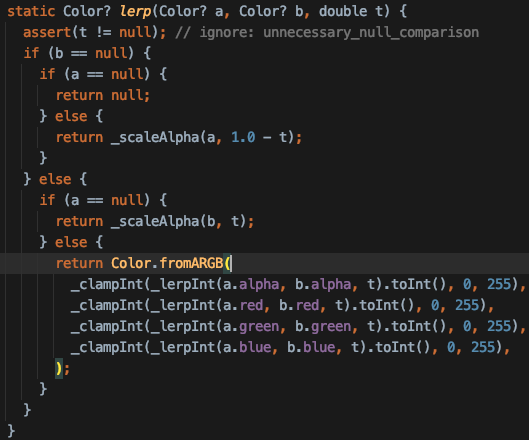 static Color? lerp(Color? a, Color? b, double t) {
  assert(t != null); // ignore: unnecessary_null_comparison
  if (b == null) {
    if (a == null) {
      return null;
    } else {
      return _scaleAlpha(a, 1.0 - t);
    }
  } else {
    if (a == null) {
      return _scaleAlpha(b, t);
    } else {
      return Color.fromARGB(
        _clampInt(_lerpInt(a.alpha, b.alpha, t).toInt(), 0, 255),
        _clampInt(_lerpInt(a.red, b.red, t).toInt(), 0, 255),
        _clampInt(_lerpInt(a.green, b.green, t).toInt(), 0, 255),
        _clampInt(_lerpInt(a.blue, b.blue, t).toInt(), 0, 255),
      );
    }
  }
}